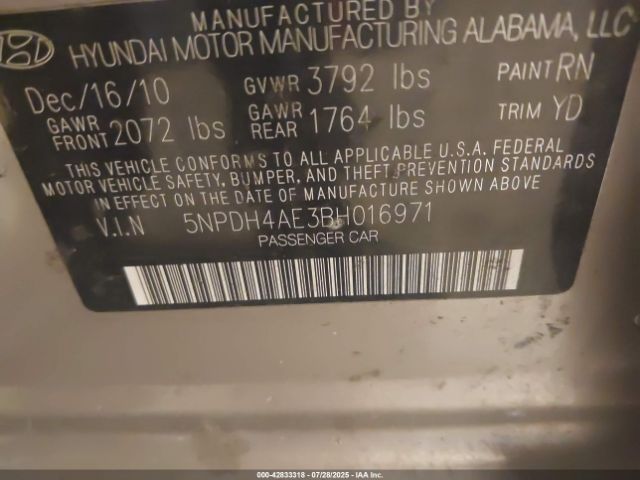 MANUFACTURED BY
HYUNDAI MOTOR MANUFACTURING ALABAMA, LLC
Dec/16/10 GVWR 3792 lbs PAINT RN
GAWR FRONT 2072 lbs GAWR REAR 1764 lbs TRIM YD
THIS VEHICLE CONFORMS TO ALL APPLICABLE U.S.A. FEDERAL
MOTOR VEHICLE SAFETY, BUMPER, AND THEFT PREVENTION STANDARDS
IN EFFECT ON THE DATE OF MANUFACTURE SHOWN ABOVE
V.I.N 5NPDH4AE3BH016971
PASSENGER CAR
000-42833318 - 07/28/2025 - IAAI.COM